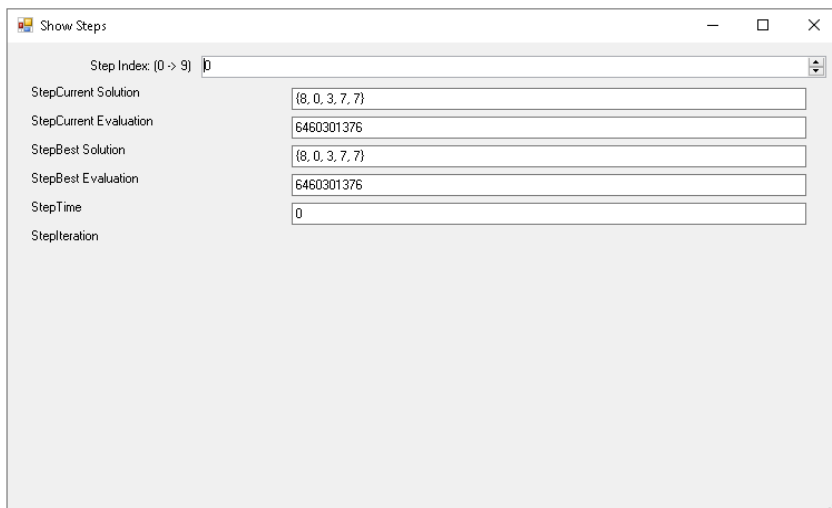 Show Steps
Step Index: (0 -> 9) 0
StepCurrent Solution {8, 0, 3, 7, 7}
StepCurrent Evaluation 6460301376
StepBest Solution {8, 0, 3, 7, 7}
StepBest Evaluation 6460301376
StepTime 0
StepIteration